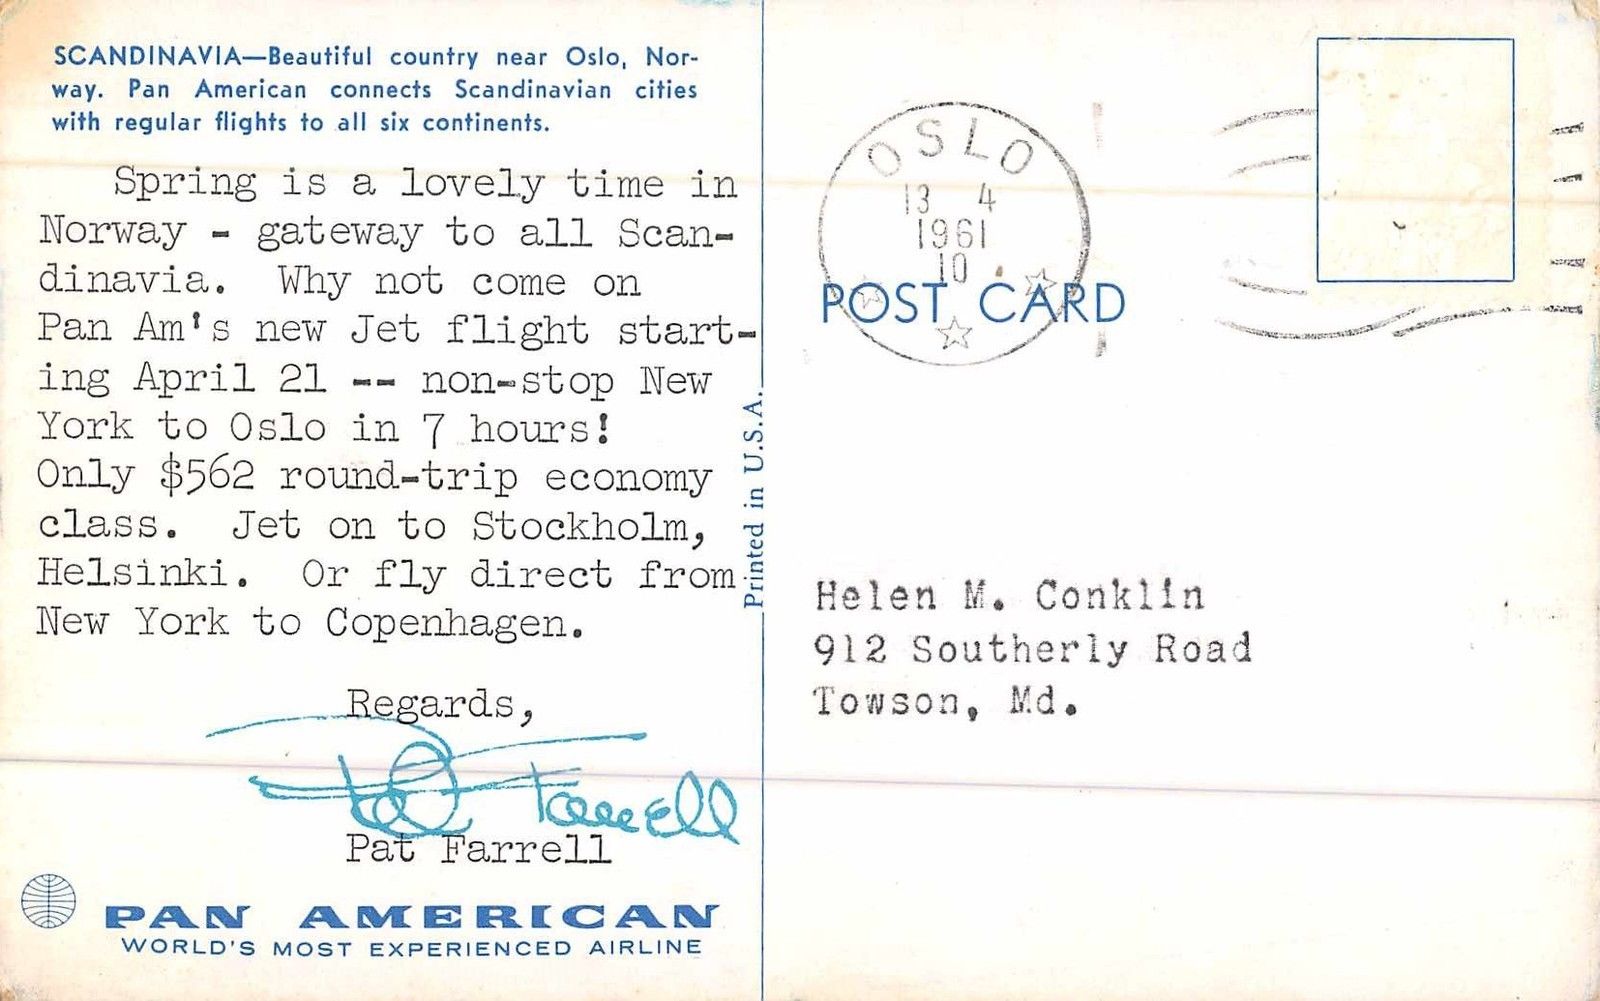 SCANDINAVIA—Beautiful country near Oslo, Nor-
way. Pan American connects Scandinavian cities
with regular flights to all six continents.
Spring is a lovely time in
Norway - gateway to all Scan-
dinavia. Why not come on
Pan Am's new Jet flight start-
ing April 21 -- non-stop New
York to Oslo in 7 hours!
Only $562 round-trip economy
class. Jet on to Stockholm,
Helsinki. Or fly direct from
New York to Copenhagen.
Regards,
Pat Farrell
Pat Farrell
PAN AMERICAN
WORLD'S MOST EXPERIENCED AIRLINE
Printed in U.S.A.
OSLO
13 4
1961
10
POST CARD
Helen M. Conklin
912 Southerly Road
Towson, Md.